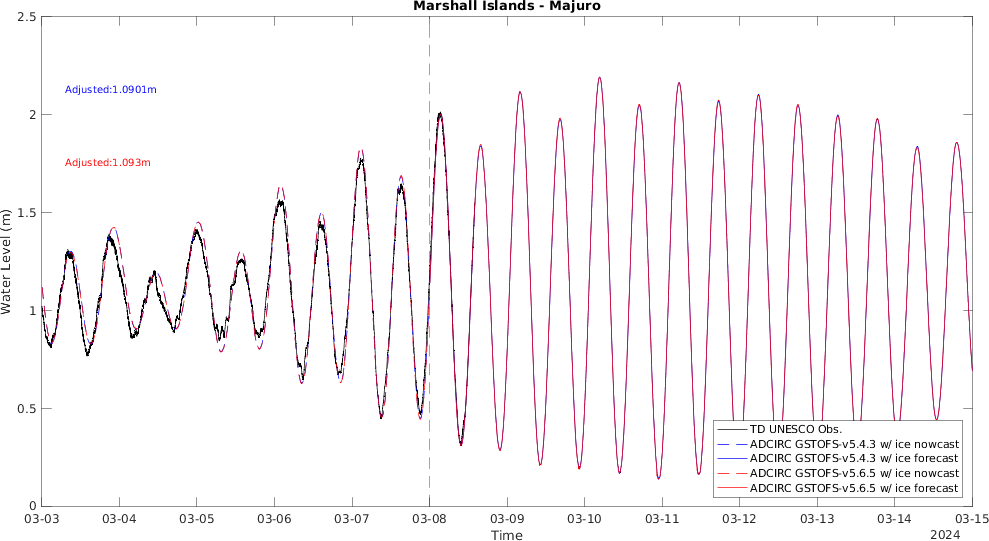 Marshall Islands - Majuro
2.5
Adjusted:1.0901m
2
Adjusted:1.093m
1.5
Water Level (m)
1
0.5
TD UNESCO Obs.
ADCIRC GSTOFS-v5.4.3 w/ ice nowcast
ADCIRC GSTOFS-v5.4.3 w/ ice forecast
ADCIRC GSTOFS-v5.6.5 w/ ice nowcast
ADCIRC GSTOFS-v5.6.5 w/ ice forecast
0
03-03 03-04 03-05 03-06 03-07 03-08 03-09 03-10 03-11 03-12 03-13 03-14 03-15
Time
2024